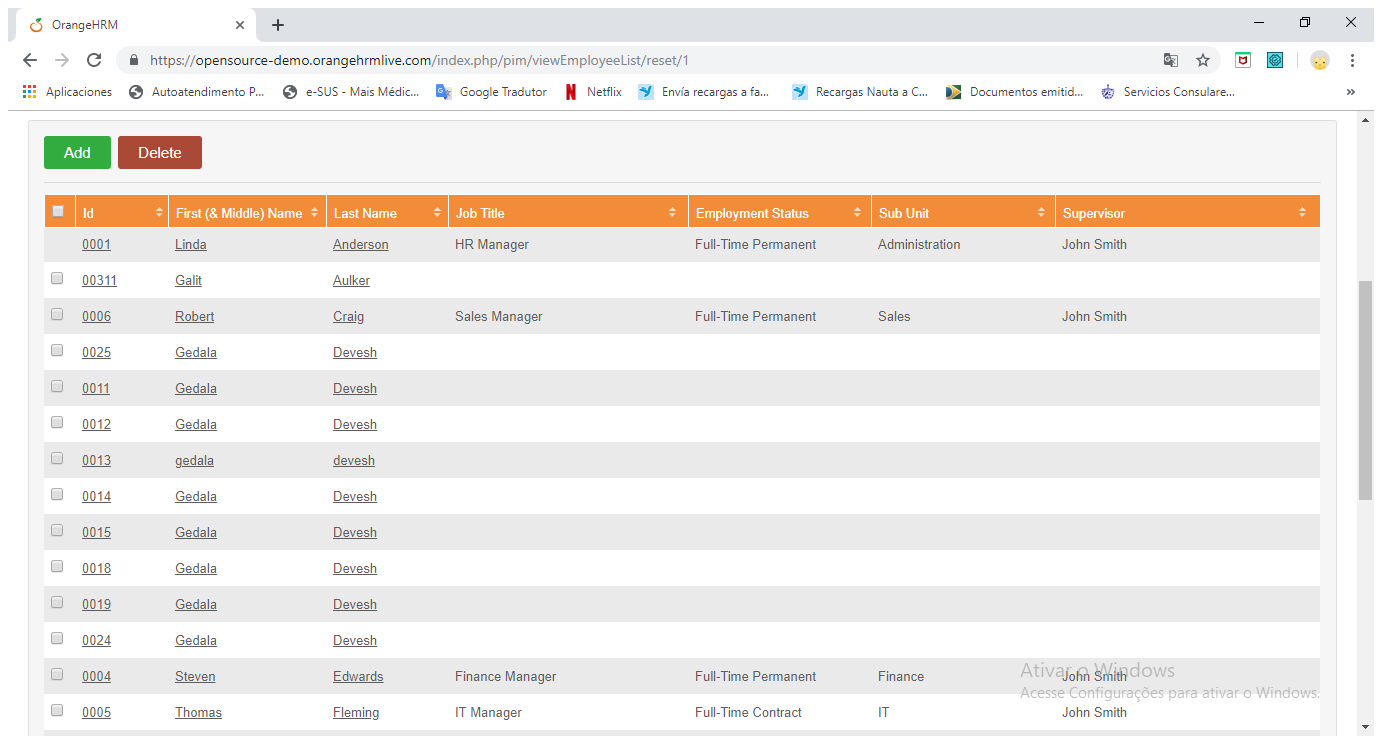 OrangeHRM
https://opensource-demo.orangehrmlive.com/index.php/pim/viewEmployeeList/reset/1
Aplicaciones Autoatendimento P... e-SUS - Mais Médic... Google Tradutor Netflix Envía recargas a fa... Recargas Nauta a C... Documentos emitid... Servicios Consulare... »
Add Delete
Id First (& Middle) Name Last Name Job Title Employment Status Sub Unit Supervisor
0001 Linda Anderson HR Manager Full-Time Permanent Administration John Smith
00311 Galit Aulker
0006 Robert Craig Sales Manager Full-Time Permanent Sales John Smith
0025 Gedala Devesh
0011 Gedala Devesh
0012 Gedala Devesh
0013 gedala devesh
0014 Gedala Devesh
0015 Gedala Devesh
0018 Gedala Devesh
0019 Gedala Devesh
0024 Gedala Devesh
0004 Steven Edwards Finance Manager Full-Time Permanent Finance John Smith
0005 Thomas Fleming IT Manager Full-Time Contract IT John Smith
Ativar o Windows
Acesse Configurações para ativar o Windows.